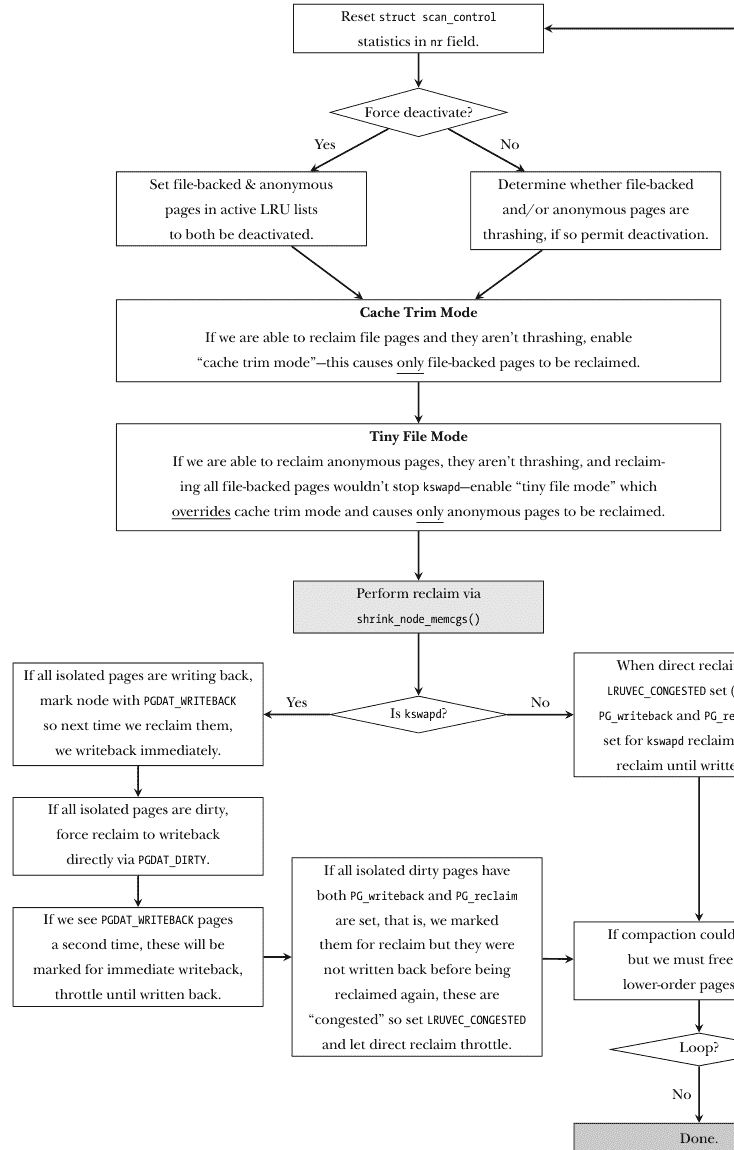 Reset struct scan_control
statistics in nr field.
Force deactivate?
Yes
No
Set file-backed & anonymous
pages in active LRU lists
to both be deactivated.
Determine whether file-backed
and/or anonymous pages are
thrashing, if so permit deactivation.
Cache Trim Mode
If we are able to reclaim file pages and they aren’t thrashing, enable
“cache trim mode”—this causes only file-backed pages to be reclaimed.
Tiny File Mode
If we are able to reclaim anonymous pages, they aren’t thrashing, and reclaim-
ing all file-backed pages wouldn’t stop kswapd—enable “tiny file mode” which
overrides cache trim mode and causes only anonymous pages to be reclaimed.
Perform reclaim via
shrink_node_memcgs()
Is kswapd?
Yes
No
If all isolated pages are writing back,
mark node with PGDAT_WRITEBACK
so next time we reclaim them,
we writeback immediately.
When direct
LRUVEC_CONGESTED set
PG_writeback and
set for kswapd
reclaim until
If all isolated pages are dirty,
force reclaim to writeback
directly via PGDAT_DIRTY.
If we see PGDAT_WRITEBACK pages
a second time, these will be
marked for immediate writeback,
throttle until written back.
If all isolated dirty pages have
both PG_writeback and PG_reclaim
are set, that is, we marked
them for reclaim but they were
not written back before being
reclaimed again, these are
“congested” so set LRUVEC_CONGESTED
and let direct reclaim throttle.
If compaction could
but we must free
lower-order pages
Loop?
No
Done.